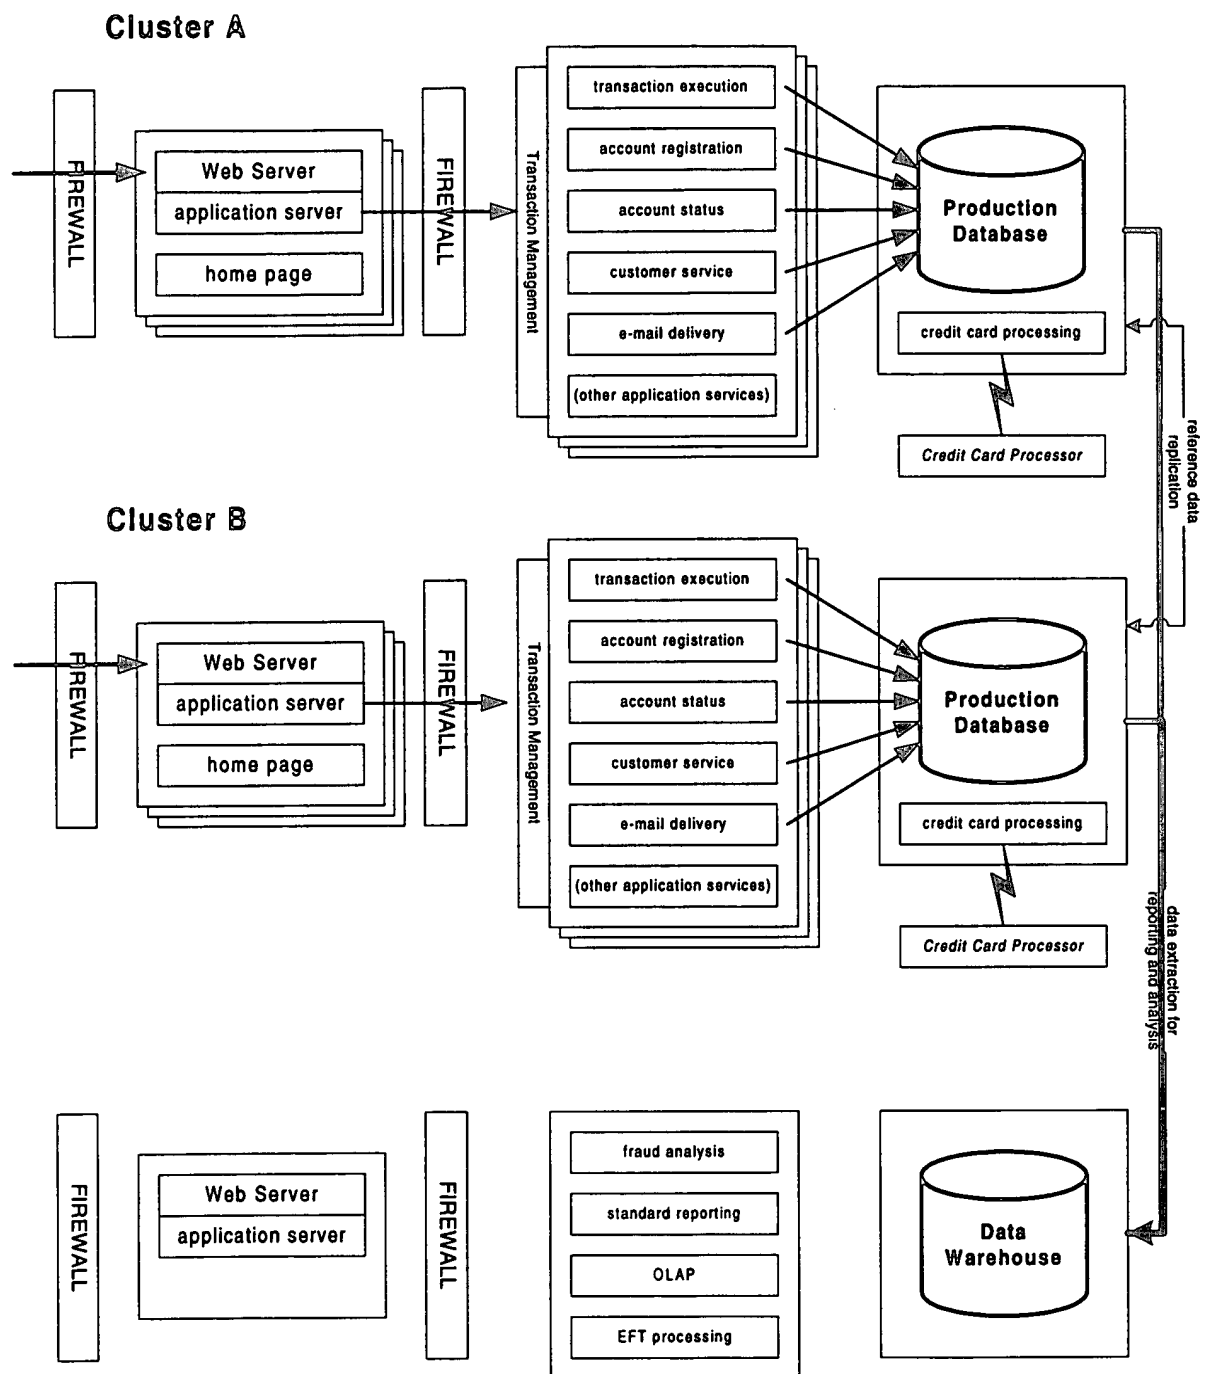 Cluster A
FIREWALL
Web Server
application server
home page
FIREWALL
Transaction Management
transaction execution
account registration
account status
customer service
e-mail delivery
(other application services)
Production
Database
credit card processing
Credit Card Processor
reference data
replication
Cluster B
FIREWALL
Web Server
application server
home page
FIREWALL
Transaction Management
transaction execution
account registration
account status
customer service
e-mail delivery
(other application services)
Production
Database
credit card processing
Credit Card Processor
data extraction for
reporting and analysis
FIREWALL
Web Server
application server
FIREWALL
fraud analysis
standard reporting
OLAP
EFT processing
Data
Warehouse